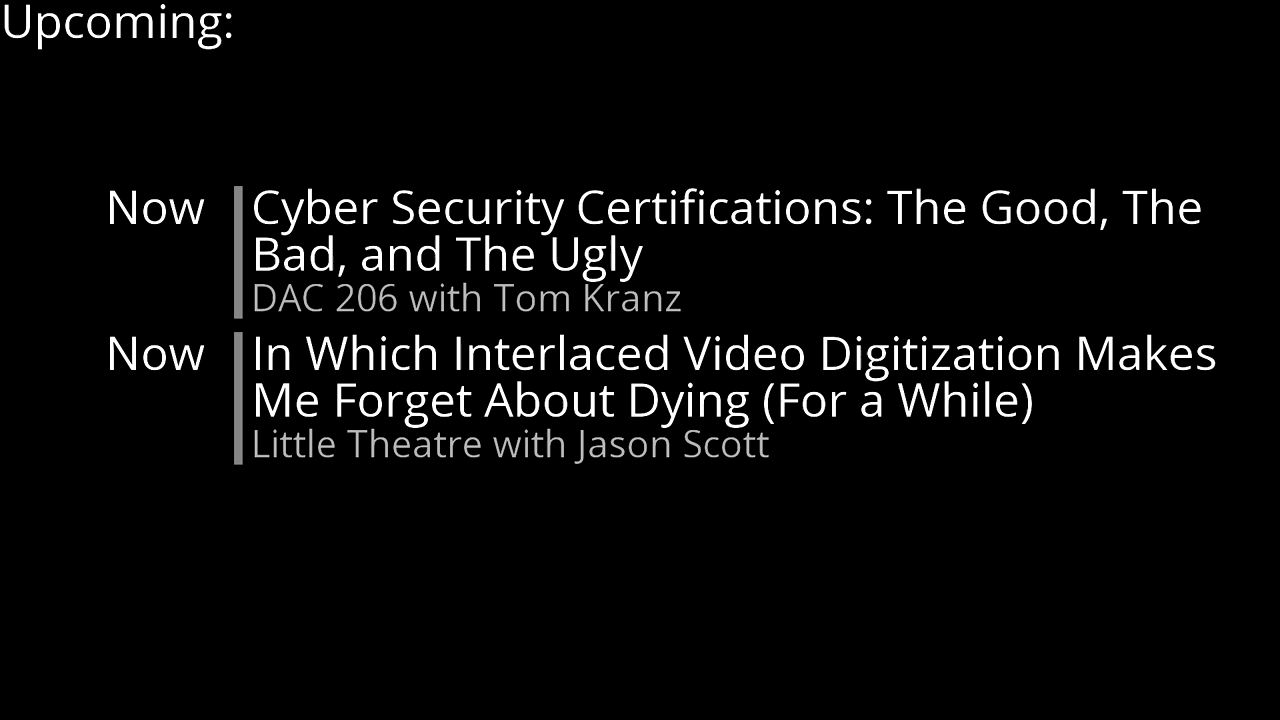 Upcoming:
Now
Cyber Security Certifications: The Good, The
Bad, and The Ugly
DAC 206 with Tom Kranz
Now
In Which Interlaced Video Digitization Makes
Me Forget About Dying (For a While)
Little Theatre with Jason Scott